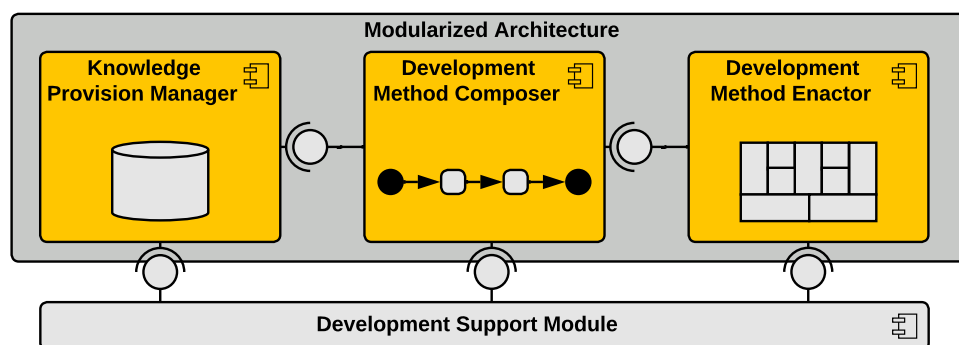 Modularized Architecture
Knowledge
Provision Manager
Development
Method Composer
Development
Method Enactor
Development Support Module